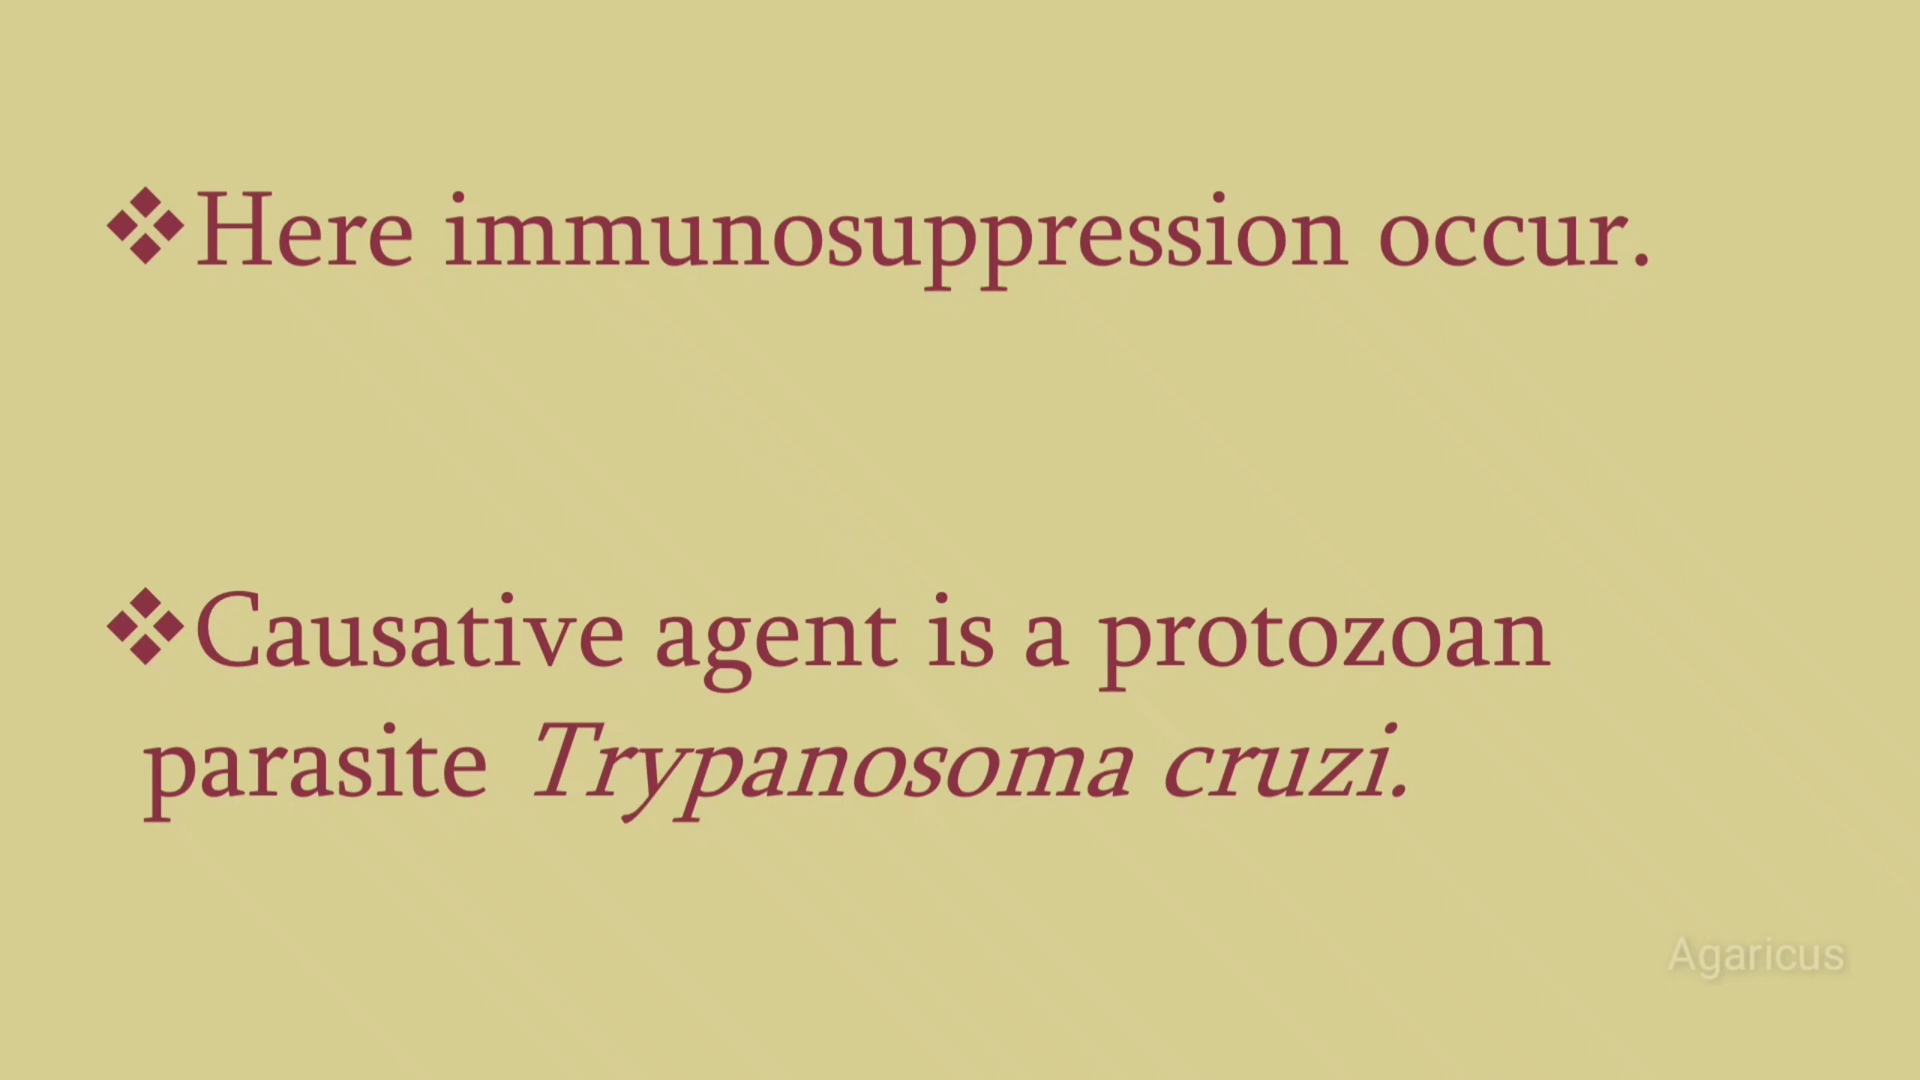 ❖Here immunosuppression occur.
❖Causative agent is a protozoan
parasite Trypanosoma cruzi.
Agaricus